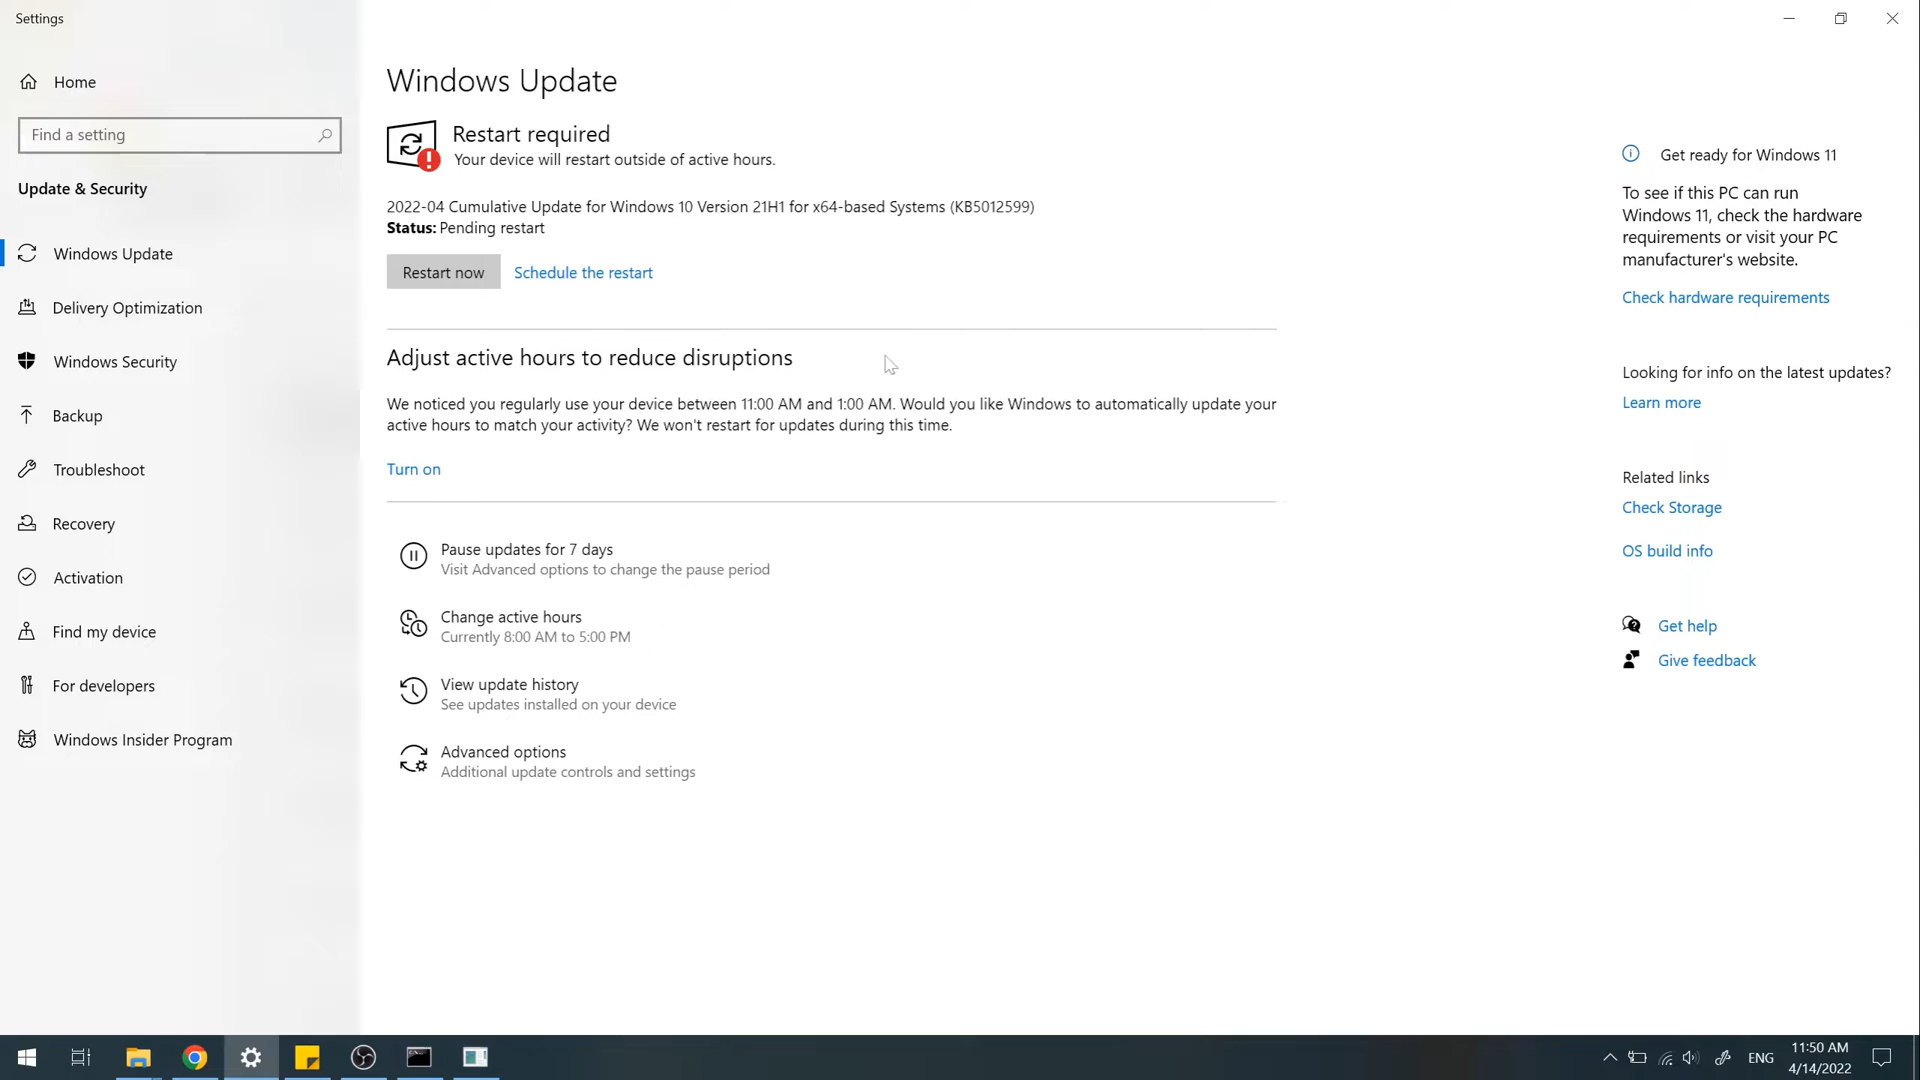 Settings
Home
Find a setting
Update & Security
Windows Update
Delivery Optimization
Windows Security
Backup
Troubleshoot
Recovery
Activation
Find my device
For developers
Windows Insider Program
Windows Update
Restart required
Your device will restart outside of active hours.
2022-04 Cumulative Update for Windows 10 Version 21H1 for x64-based Systems (KB5012599)
Status: Pending restart
Restart now
Schedule the restart
Adjust active hours to reduce disruptions
We noticed you regularly use your device between 11:00 AM and 1:00 AM. Would you like Windows to automatically update your
active hours to match your activity? We won't restart for updates during this time.
Turn on
Pause updates for 7 days
Visit Advanced options to change the pause period
Change active hours
Currently 8:00 AM to 5:00 PM
View update history
See updates installed on your device
Advanced options
Additional update controls and settings
Get ready for Windows 11
To see if this PC can run
Windows 11, check the hardware
requirements or visit your PC
manufacturer's website.
Check hardware requirements
Looking for info on the latest updates?
Learn more
Related links
Check Storage
OS build info
Get help
Give feedback
ENG
11:50 AM
4/14/2022